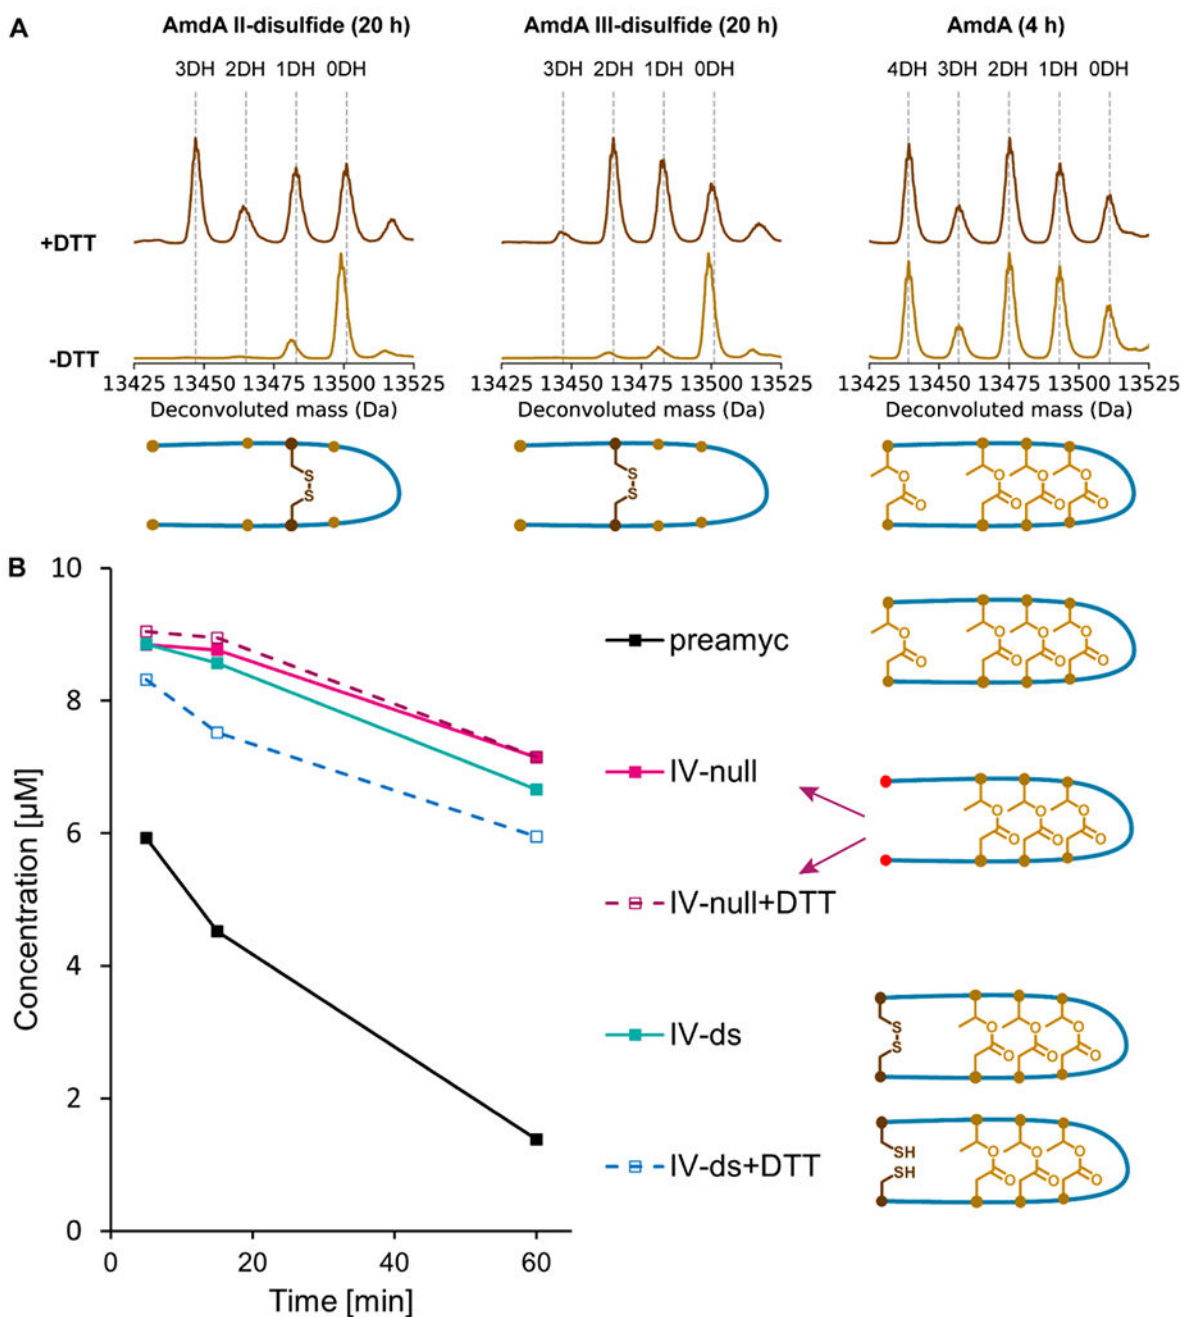 A
AmdA II-disulfide (20 h)
AmdA III-disulfide (20 h)
AmdA (4 h)
3DH 2DH 1DH 0DH
3DH 2DH 1DH 0DH
4DH 3DH 2DH 1DH 0DH
+DTT
-DTT
13425 13450 13475 13500 13525
13425 13450 13475 13500 13525
13425 13450 13475 13500 13525
Deconvoluted mass (Da)
Deconvoluted mass (Da)
Deconvoluted mass (Da)
S
S
S
S
O O O O
O O O O
B
10
8
6
4
2
0
0 20 40 60
Concentration [µM]
Time [min]
preamyc
O O O O
O O O O
IV-null
O O O
O O O
IV-null+DTT
IV-ds
S
S
O O O
O O O
IV-ds+DTT
SH
SH
O O O
O O O